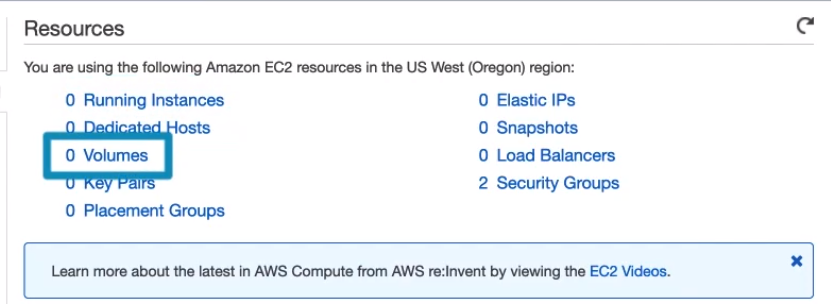 Resources
You are using the following Amazon EC2 resources in the US West (Oregon) region:
0 Running Instances
0 Dedicated Hosts
0 Volumes
0 Key Pairs
0 Placement Groups
0 Elastic IPs
0 Snapshots
0 Load Balancers
2 Security Groups
Learn more about the latest in AWS Compute from AWS re:Invent by viewing the EC2 Videos.